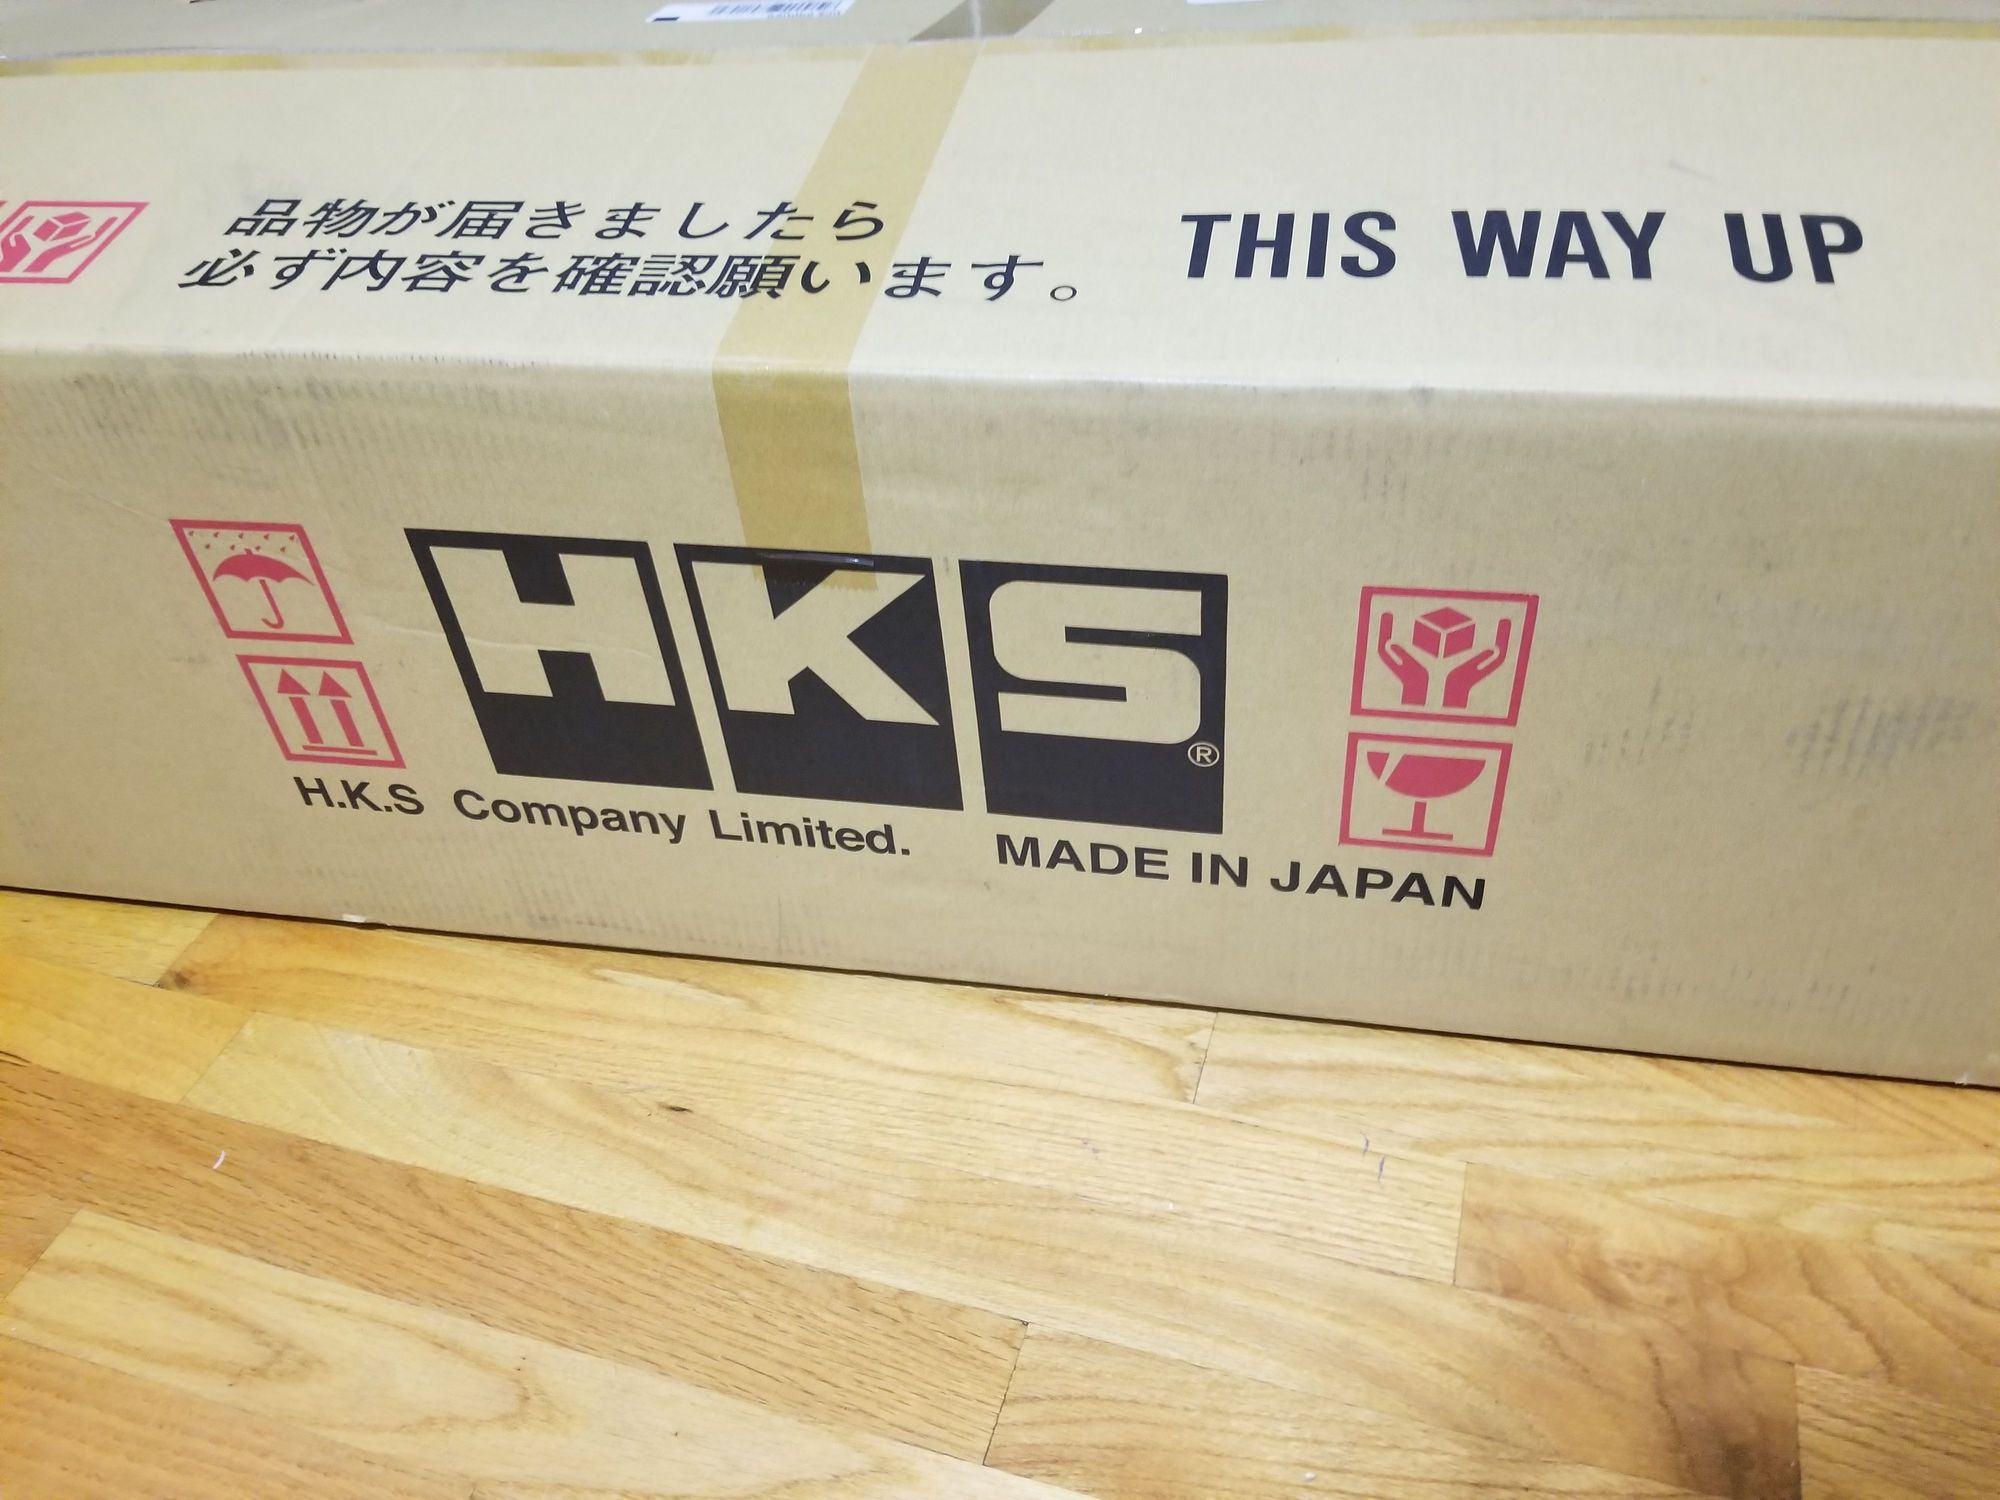 品物が届きましたら
必ず内容を確認願います。
THIS WAY UP
HKS®
H.K.S Company Limited.
MADE IN JAPAN